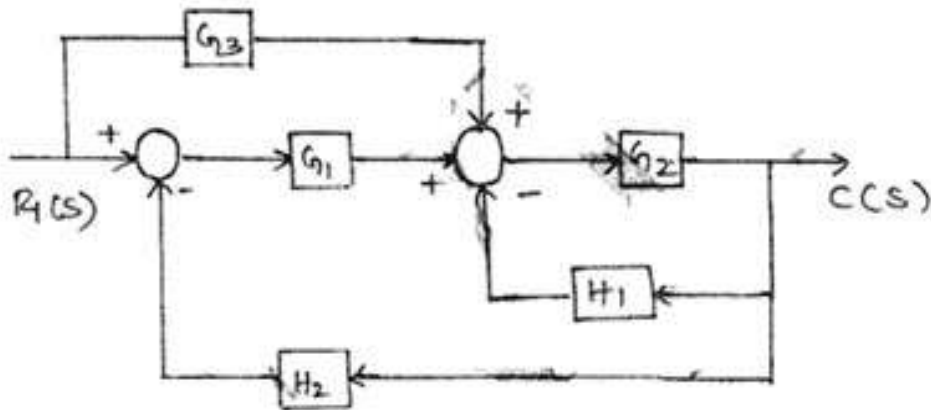 G3
+
+
G1
+
-
G2
R(S)
-
C(S)
H1
H2